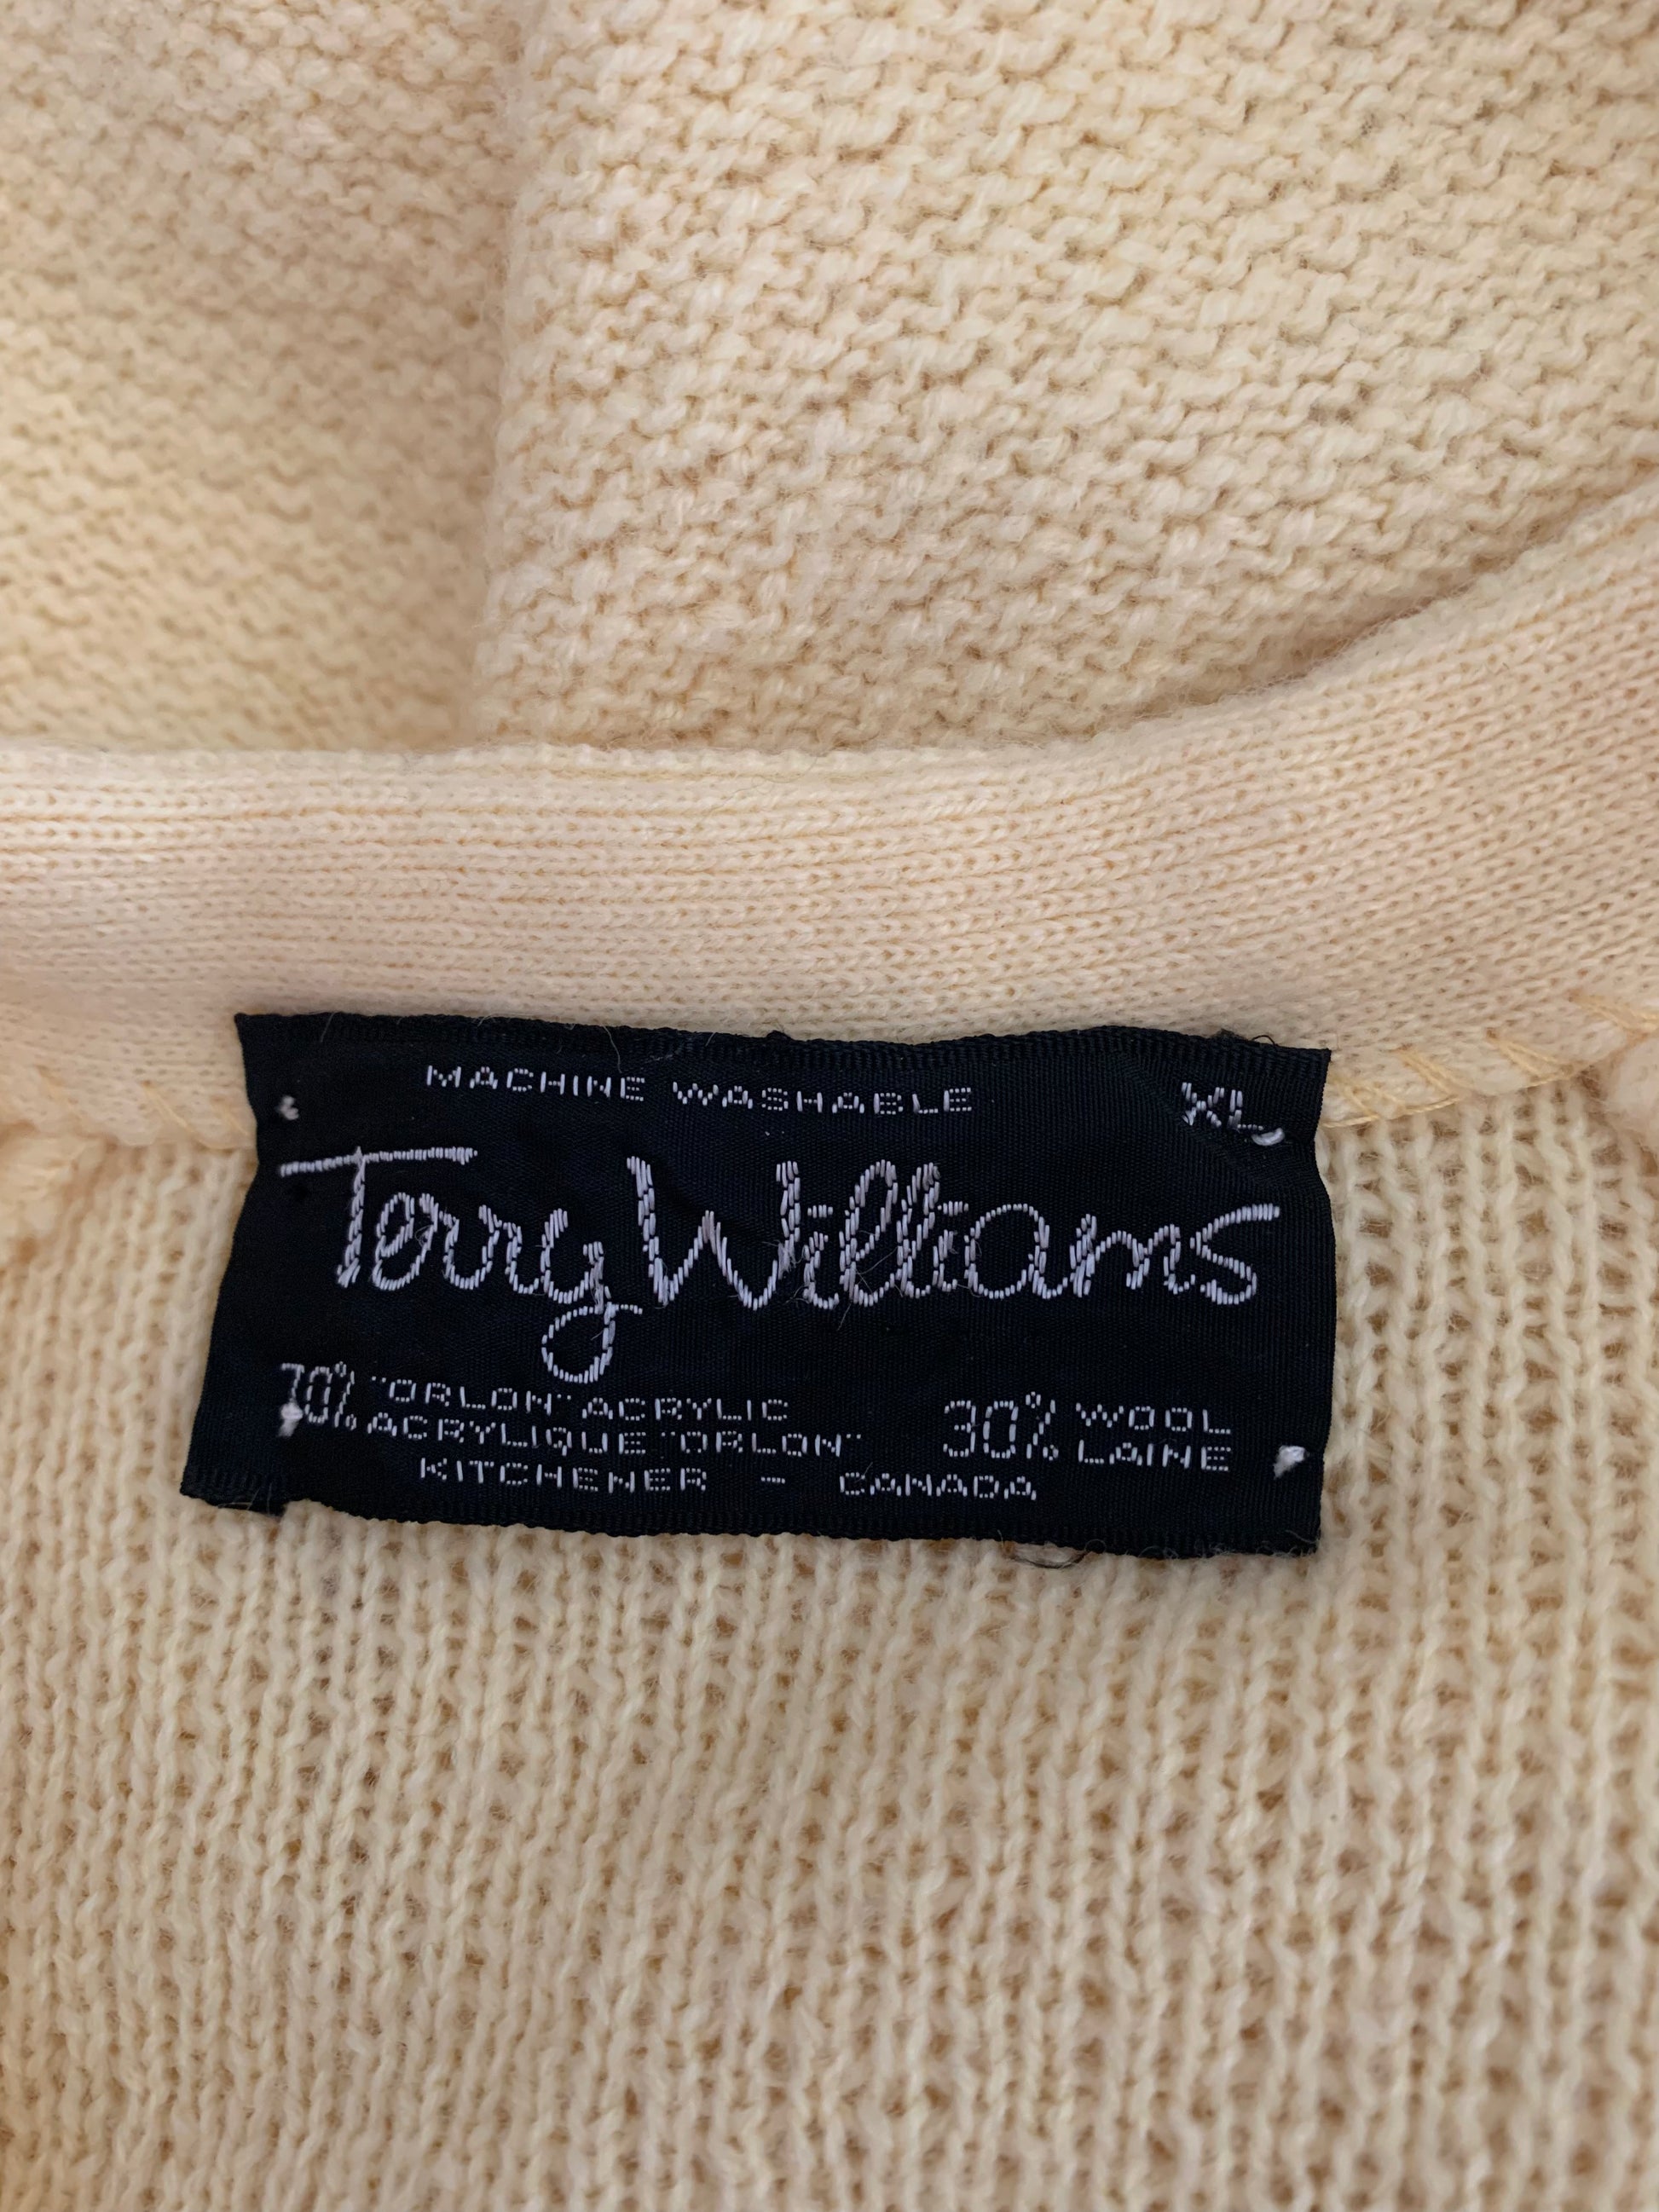 MACHINE WASHABLE XL
Terry Williams
70% "ORLON" ACRYLIC 30% WOOL
ACRYLIQUE "ORLON" LAINE
KITCHENER - CANADA